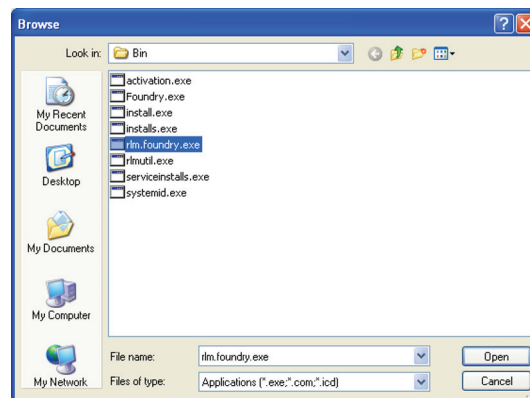 Browse
Look in: Bin
My Recent Documents
Desktop
My Documents
My Computer
My Network
activation.exe
Foundry.exe
install.exe
installs.exe
rlm.foundry.exe
rlmutil.exe
serviceinstalls.exe
systemid.exe
File name: rlm.foundry.exe Open
Files of type: Applications (*.exe;*.com;*.icd) Cancel